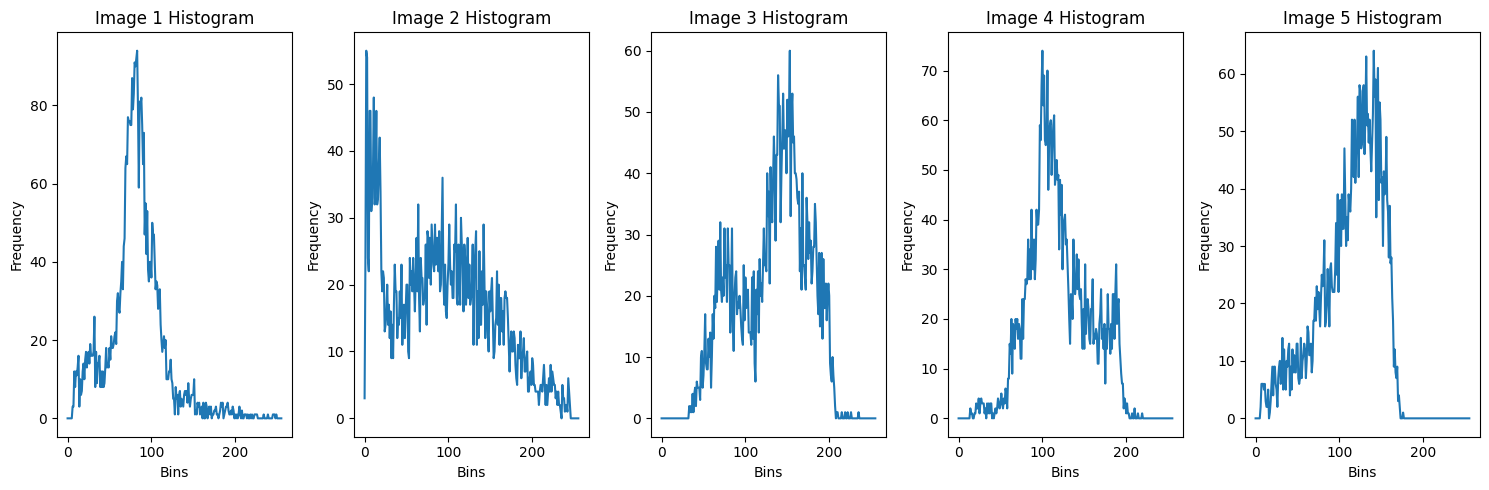 Image 1 Histogram
Frequency
80
60
40
20
0
0 100 200
Bins
Image 2 Histogram
Frequency
50
40
30
20
10
0
0 100 200
Bins
Image 3 Histogram
Frequency
60
50
40
30
20
10
0
0 100 200
Bins
Image 4 Histogram
Frequency
70
60
50
40
30
20
10
0
0 100 200
Bins
Image 5 Histogram
Frequency
60
50
40
30
20
10
0
0 100 200
Bins